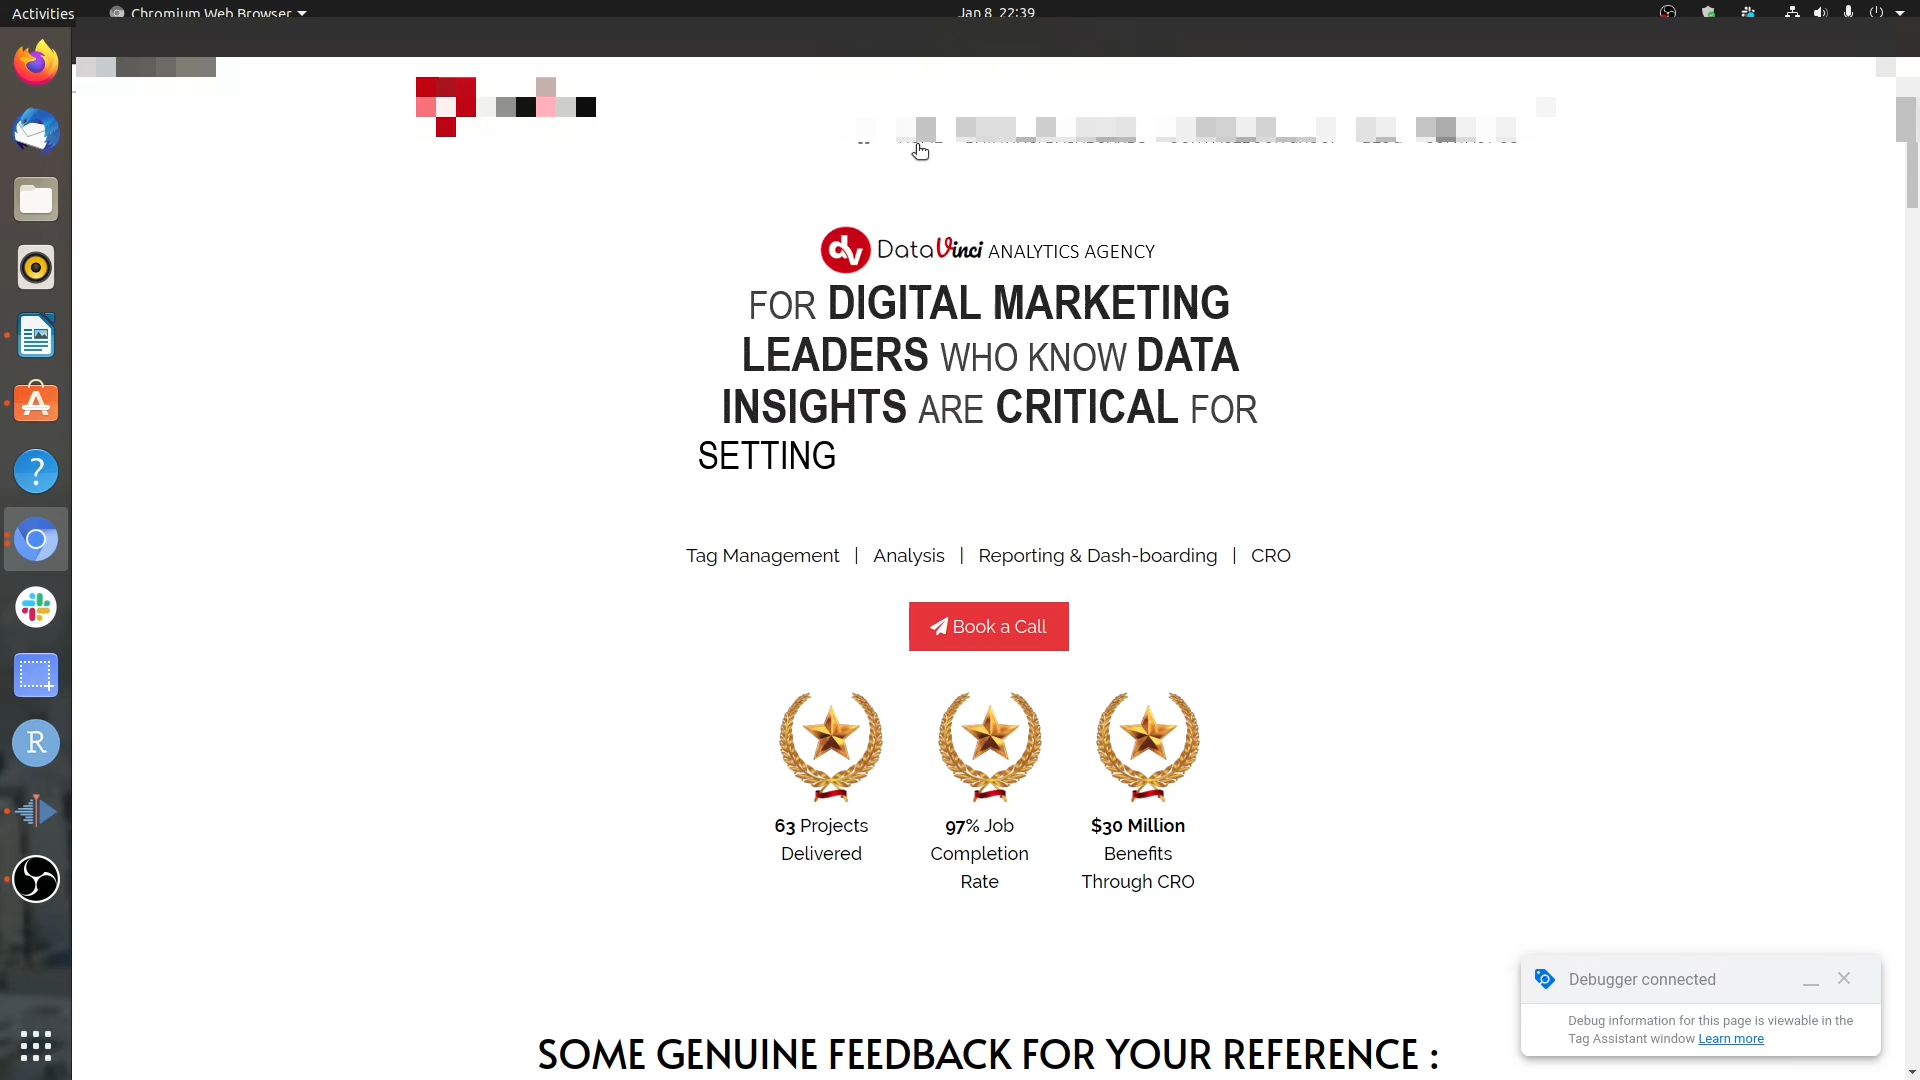 Activities
Chromium Web Browser
Jan 8 22:39
DataVinci ANALYTICS AGENCY
FOR DIGITAL MARKETING
LEADERS WHO KNOW DATA
INSIGHTS ARE CRITICAL FOR
SETTING
Tag Management | Analysis | Reporting & Dash-boarding | CRO
Book a Call
63 Projects
Delivered
97% Job
Completion
Rate
$30 Million
Benefits
Through CRO
SOME GENUINE FEEDBACK FOR YOUR REFERENCE :
Debugger connected
Debug information for this page is viewable in the
Tag Assistant window Learn more